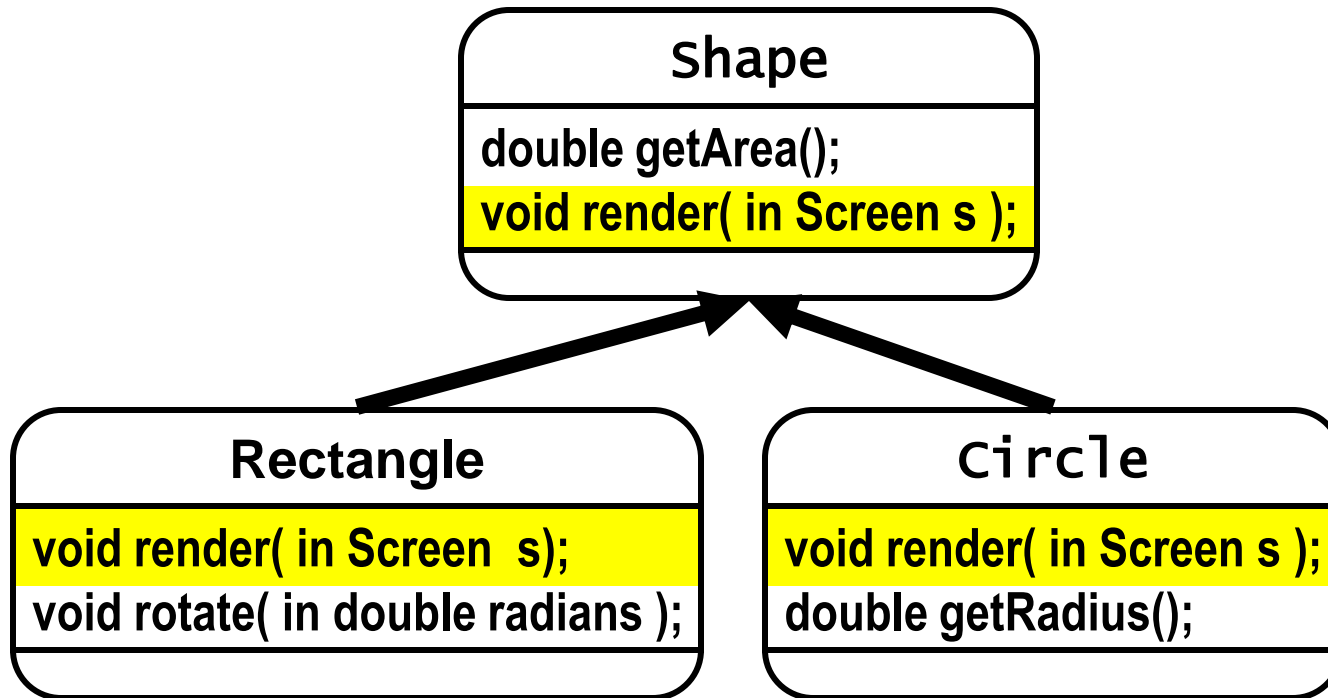 Shape
double getArea();
void render( in Screen s );
Rectangle
void render( in Screen  s);
void rotate( in double radians );
Circle
void render( in Screen s );
double getRadius();